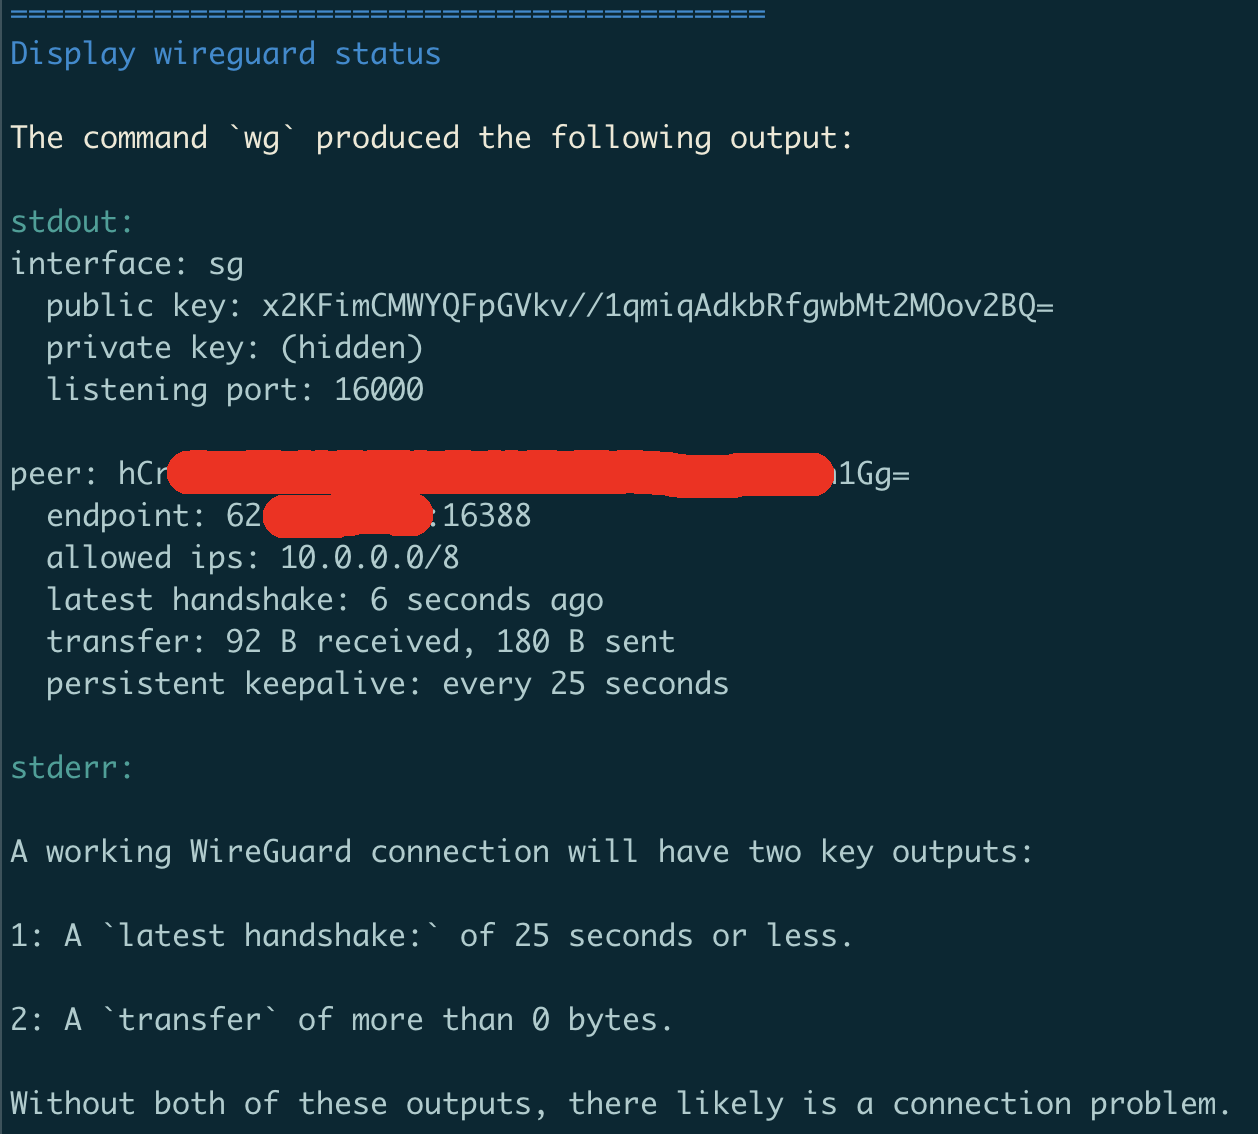 ==========================================
Display wireguard status
The command `wg` produced the following output:
stdout:
interface: sg
public key: x2KFimCMWYQFpGVkv//1qmiqAdkbRfgwbMt2MOov2BQ=
private key: (hidden)
listening port: 16000
peer: hCr 1Gg=
endpoint: 62 :16388
allowed ips: 10.0.0.0/8
latest handshake: 6 seconds ago
transfer: 92 B received, 180 B sent
persistent keepalive: every 25 seconds
stderr:
A working WireGuard connection will have two key outputs:
1: A `latest handshake:` of 25 seconds or less.
2: A `transfer` of more than 0 bytes.
Without both of these outputs, there likely is a connection problem.